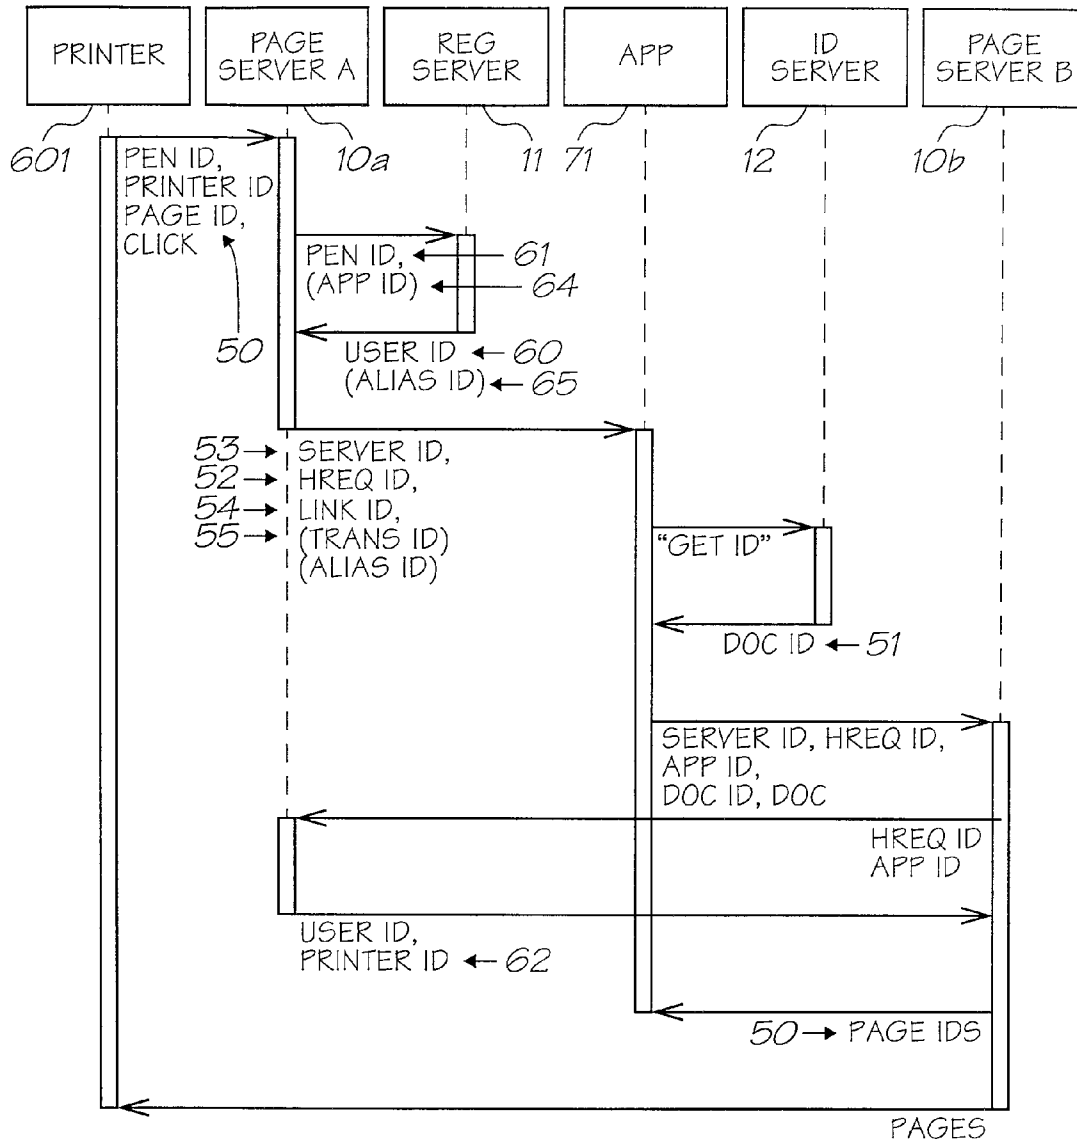 PRINTER
PAGE
SERVER A
REG
SERVER
APP
ID
SERVER
PAGE
SERVER B
601
10a
11
71
12
10b
PEN ID,
PRINTER ID
PAGE ID,
CLICK
50
PEN ID,
61
(APP ID)
64
USER ID
60
(ALIAS ID)
65
53
SERVER ID,
52
HREQ ID,
54
LINK ID,
55
(TRANS ID)
(ALIAS ID)
“GET ID”
DOC ID
51
SERVER ID, HREQ ID,
APP ID,
DOC ID, DOC
HREQ ID
APP ID
USER ID,
PRINTER ID
62
50
PAGE IDS
PAGES